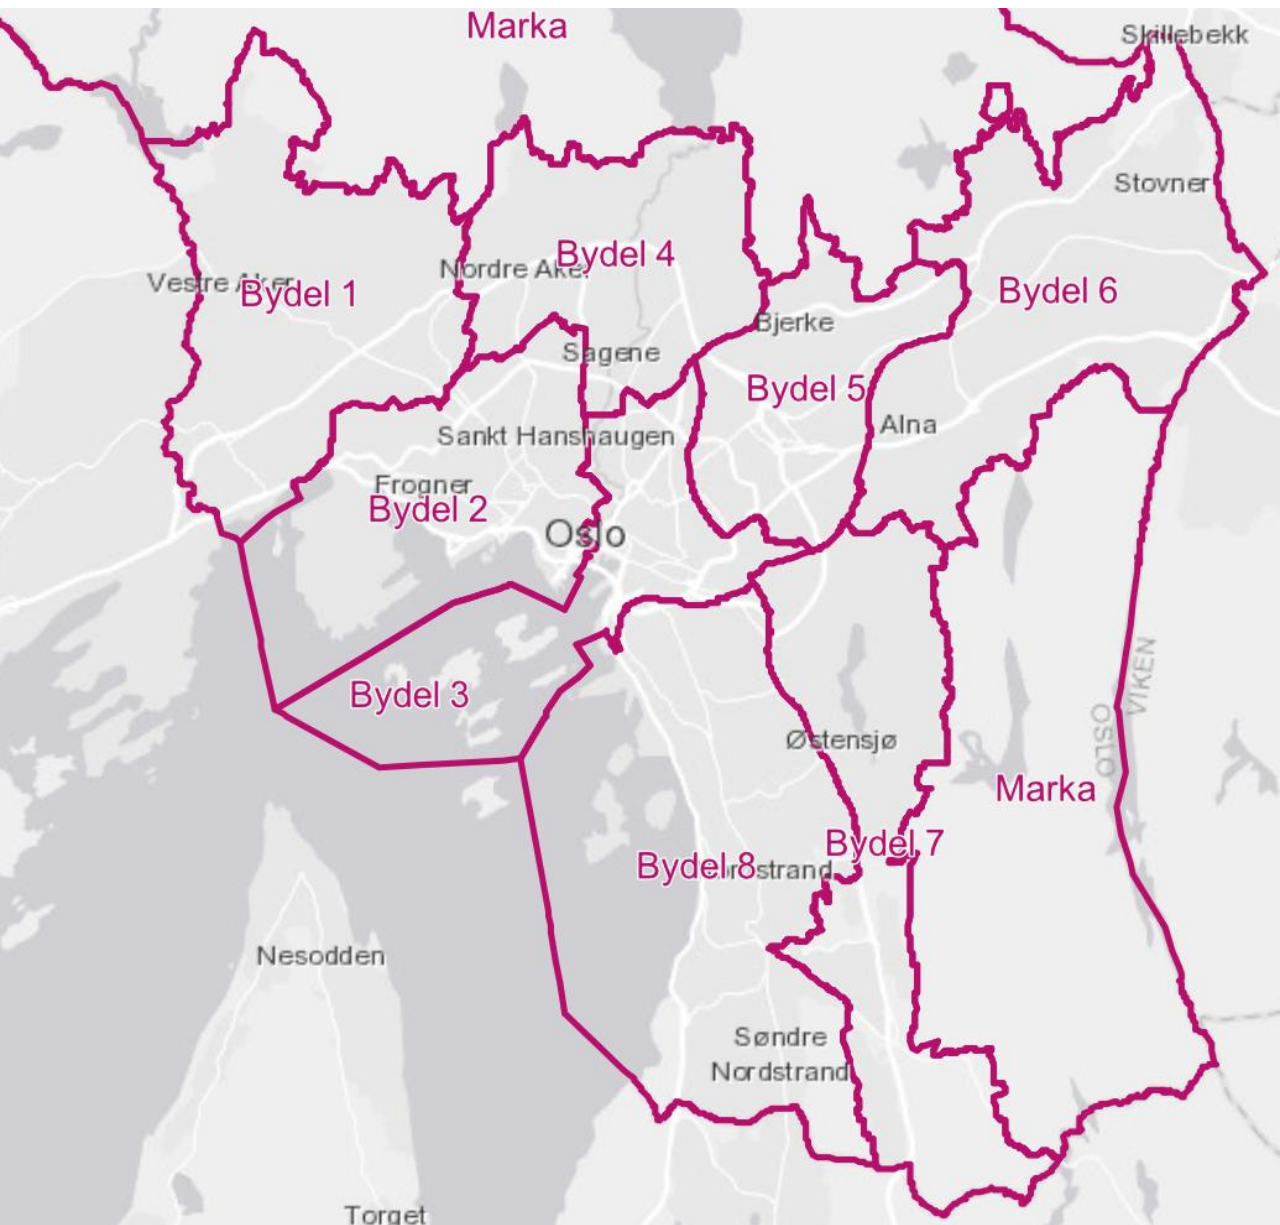 Marka
Skillebekk
Stovner
Bydel 4
Nordre Aker
Vestre Aker
Bydel 1
Bydel 6
Bjerke
Sagene
Bydel 5
Alna
Sankt Hanshaugen
Frogner
Bydel 2
Oslo
VIKEN
OSLO
Bydel 3
Østensjø
Marka
Bydel 7
Bydel 8
Nordstrand
Nesodden
Søndre
Nordstrand
Torget